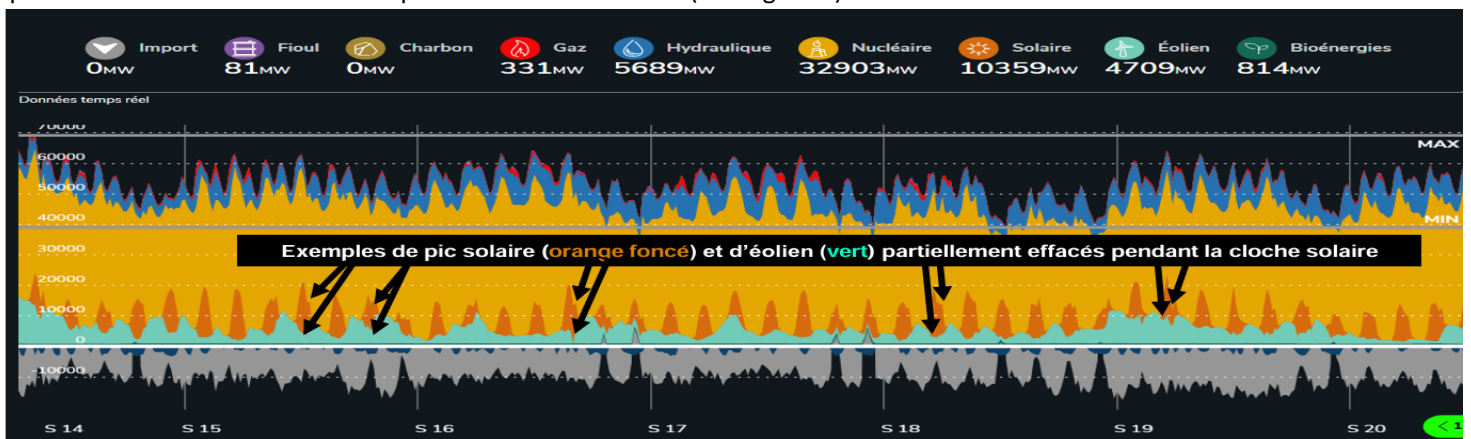 Import Fioul Charbon Gaz Hydraulique Nucléaire Solaire Éolien Bioénergies
0MW 81MW 0MW 331MW 5689MW 32903MW 10359MW 4709MW 814MW
Données temps réel
70000
MAX
60000
50000
40000
MIN
30000
Exemples de pic solaire (orange foncé) et d'éolien (vert) partiellement effacés pendant la cloche solaire
20000
10000
0
-10000
S 14 S 15 S 16 S 17 S 18 S 19 S 20 < 1